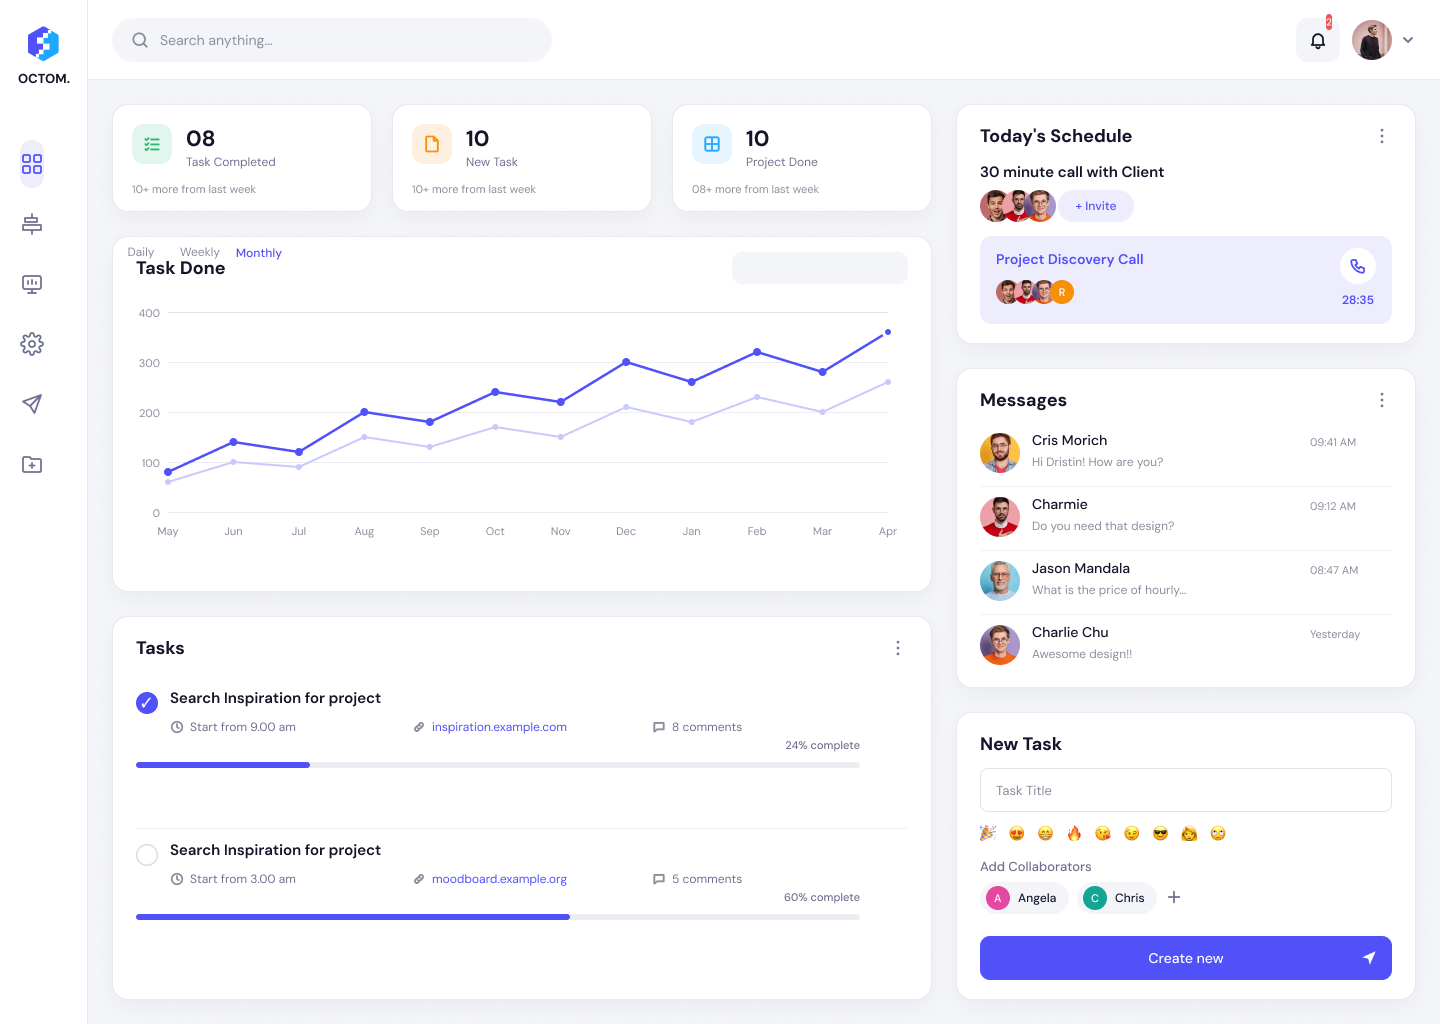 OCTOM.
Search anything...
2
08
Task Completed
10+ more from last week
10
New Task
10+ more from last week
10
Project Done
08+ more from last week
Daily Weekly Monthly
Task Done
400
300
200
100
0
May Jun Jul Aug Sep Oct Nov Dec Jan Feb Mar Apr
Tasks
✓ Search Inspiration for project
Start from 9.00 am inspiration.example.com 8 comments
24% complete
Search Inspiration for project
Start from 3.00 am moodboard.example.org 5 comments
60% complete
Today's Schedule
30 minute call with Client
+ Invite
Project Discovery Call
R
28:35
Messages
Cris Morich 09:41 AM
Hi Dristin! How are you?
Charmie 09:12 AM
Do you need that design?
Jason Mandala 08:47 AM
What is the price of hourly...
Charlie Chu Yesterday
Awesome design!!
New Task
Task Title
🎉 😍 😁 🔥 😘 😉 😎 🙆 🙄
Add Collaborators
A Angela C Chris +
Create new